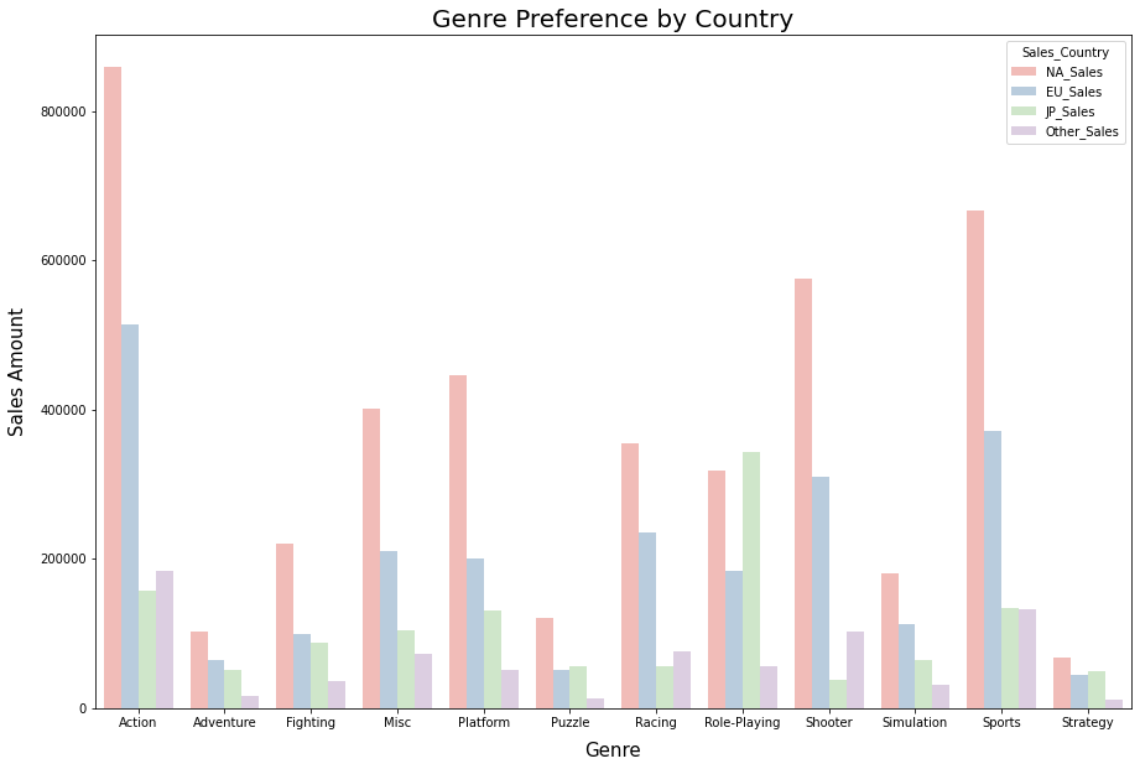 Genre Preference by Country
Sales_Country
NA_Sales
EU_Sales
JP_Sales
Other_Sales
Sales Amount
800000
600000
400000
200000
0
Action Adventure Fighting Misc Platform Puzzle Racing Role-Playing Shooter Simulation Sports Strategy
Genre